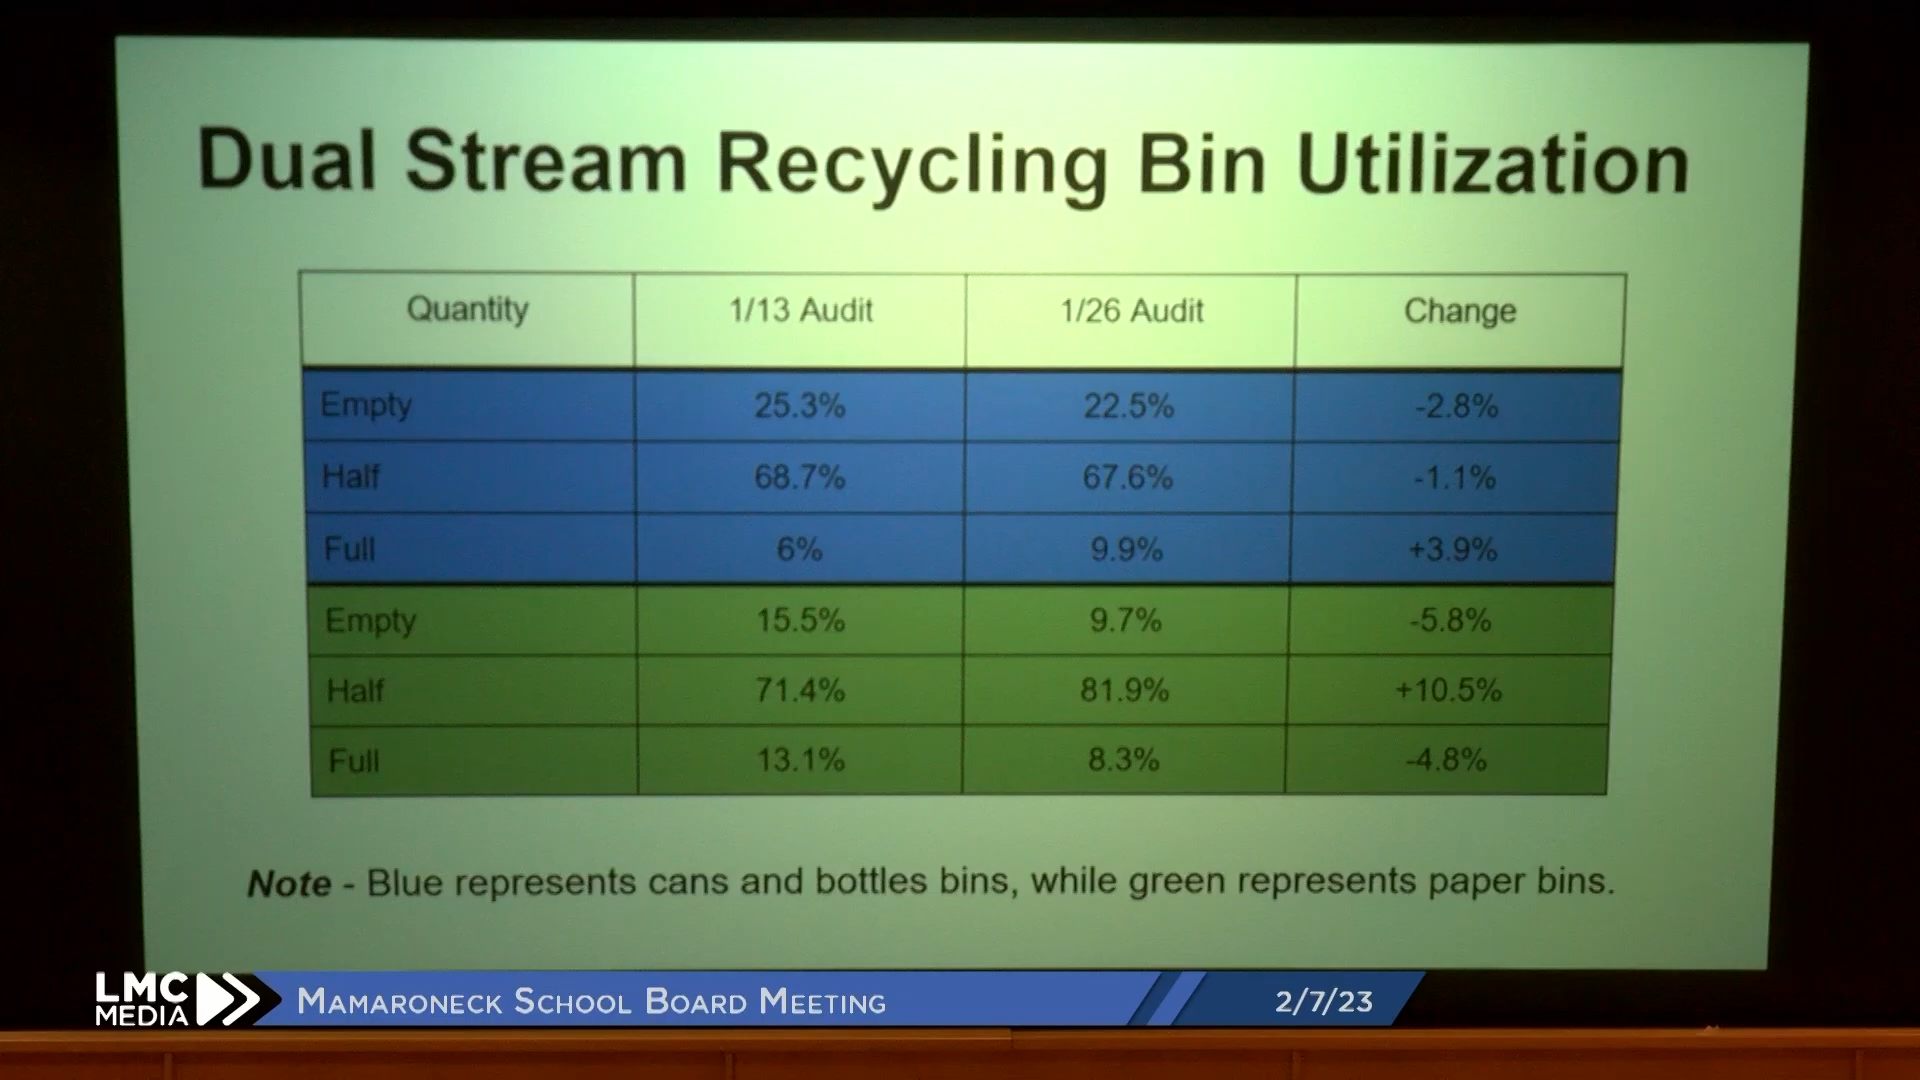 Dual Stream Recycling Bin Utilization
Quantity 1/13 Audit 1/26 Audit Change
Empty 25.3% 22.5% -2.8%
Half 68.7% 67.6% -1.1%
Full 6% 9.9% +3.9%
Empty 15.5% 9.7% -5.8%
Half 71.4% 81.9% +10.5%
Full 13.1% 8.3% -4.8%
Note - Blue represents cans and bottles bins, while green represents paper bins.
LMC
MEDIA
Mamaroneck School Board Meeting 2/7/23